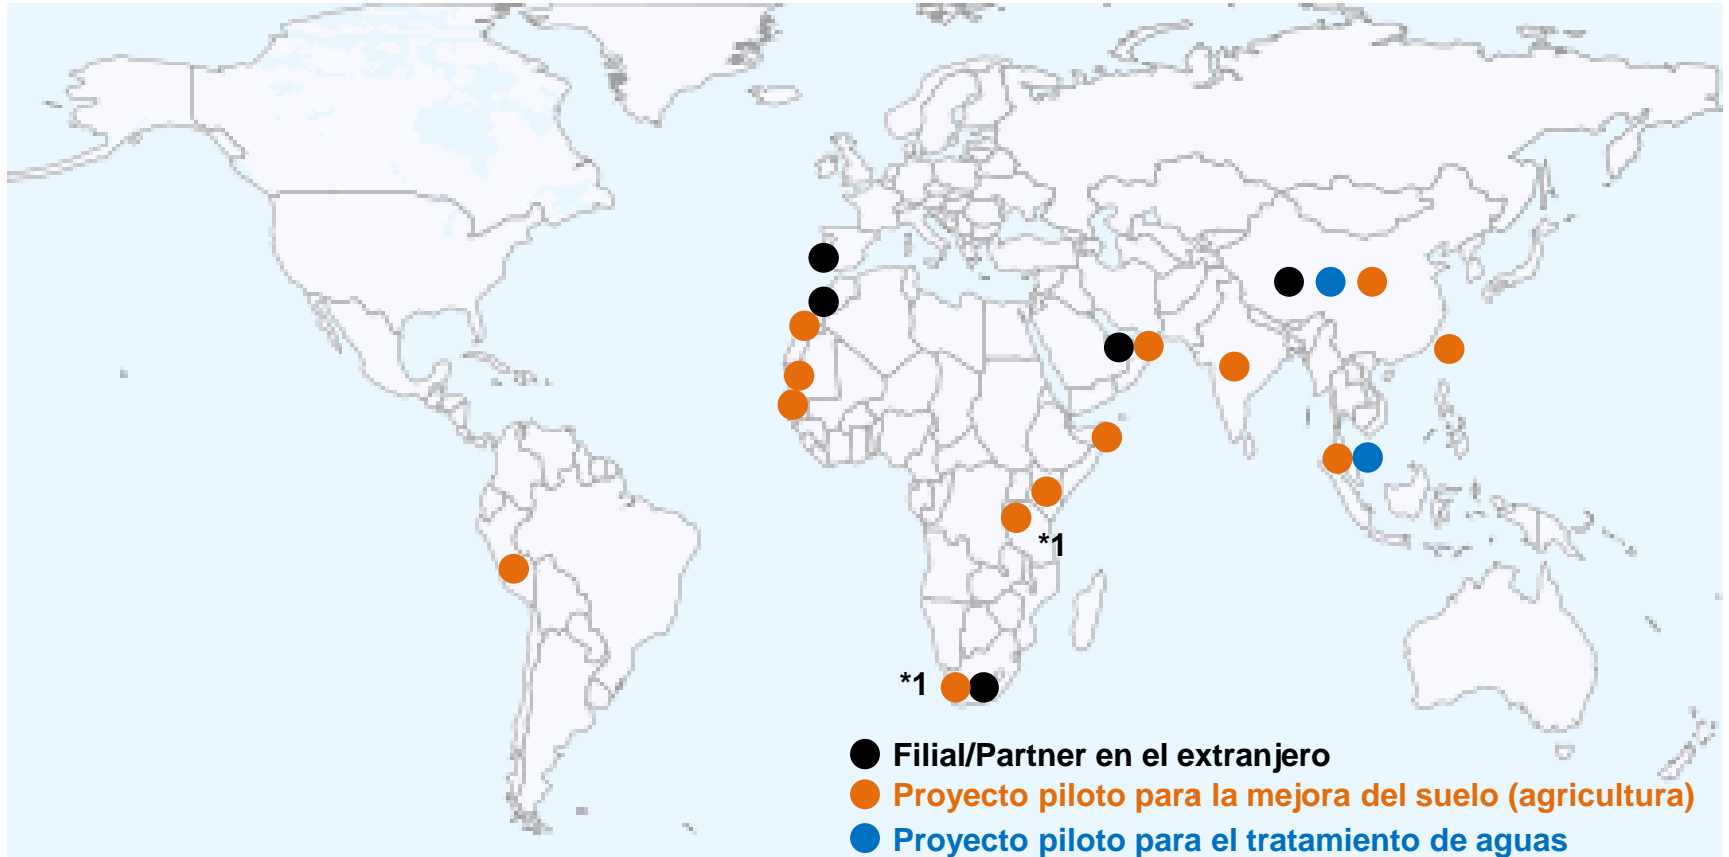 *1
*1
Filial/Partner en el extranjero
Proyecto piloto para la mejora del suelo (agricultura)
Proyecto piloto para el tratamiento de aguas